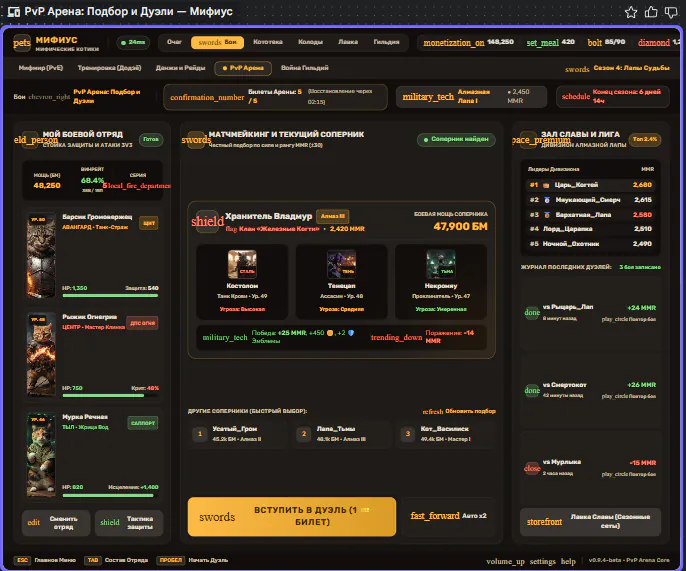 PvP Арена: Подбор и Дуэли — Мифиус
pets МИФИУС
МИФИЧЕСКИЕ КОТИКИ
24ms
Очаг
swords Бои
Кототека
Колоды
Лавка
Гильдия
monetization_on 148,250
set_meal 420
bolt 85/90
diamond
Мифмир (PvE)
Тренировка (Додзё)
Данжи и Рейды
PvP Арена
Война Гильдий
swords Сезон 4: Лапы Судьбы
Бои chevron_right PvP Арена: Подбор и Дуэли
confirmation_number Билеты Арены: 5 / 5 (Восстановление через 02:15)
military_tech Алмазная Лапа I • 2,450 MMR
schedule Конец сезона: 6 дней 14ч
МОЙ БОЕВОЙ ОТРЯД
СТОЙКА ЗАЩИТЫ И АТАКИ 3V3
Готов
МОЩЬ (БМ)
48,250
ВИНРЕЙТ
68.4%
СЕРИЯ
local_fire_department
УР. 50
Барсик Громовержец
АВАНГАРД • Танк-Страж
ЩИТ
HP: 1,350
Защита: 540
УР. 48
Рыжик Огнегрив
ЦЕНТР • Мастер Клинка
ДПС ОГНЯ
HP: 750
Крит: 45%
УР. 46
Мурка Речная
ТЫЛ • Жрица Вод
САППОРТ
HP: 820
Исцеление: +1,400
edit Сменить отряд
shield Тактика защиты
swords
МАТЧМЕЙКИНГ И ТЕКУЩИЙ СОПЕРНИК
Честный подбор по силе и рангу MMR (±30)
Соперник найден
shield
Хранитель Владмур
Алмаз III
flag Клан «Железные Когти» • 2,420 MMR
БОЕВАЯ МОЩЬ СОПЕРНИКА
47,900 БМ
СТАЛЬ
Костолом
Танк Крови • Ур. 49
Угроза: Высокая
ТЕНЬ
Тенецап
Ассасин • Ур. 48
Угроза: Средняя
ТЬМА
Некромяу
Проклинатель • Ур. 47
Угроза: Умеренная
military_tech Победа: +25 MMR, +450 , +2 Эмблемы
trending_down Поражение: -14 MMR
ДРУГИЕ СОПЕРНИКИ (БЫСТРЫЙ ВЫБОР):
refresh Обновить подбор
1 Усатый_Гром
45.2k БМ • Алмаз II
2 Лапа_Тьмы
48.1k БМ • Алмаз III
3 Кот_Василиск
49.4k БМ • Мастер I
swords ВСТУПИТЬ В ДУЭЛЬ (1 БИЛЕТ)
fast_forward Авто x2
ЗАЛ СЛАВЫ И ЛИГА
ДИВИЗИОН АЛМАЗНОЙ ЛАПЫ
Топ 2.4%
Лидеры Дивизиона
MMR
#1 Царь_Когтей 2,680
#2 Мяукающий_Смерч 2,615
#3 Бархатная_Лапа 2,580
#4 Лорд_Царапка 2,510
#5 Ночной_Охотник 2,490
ЖУРНАЛ ПОСЛЕДНИХ ДУЭЛЕЙ:
3 боя записано
done vs Рыцарь_Лап +24 MMR
8 минут назад play_circle Повтор боя
done vs Смертокот +26 MMR
42 минуты назад play_circle Повтор боя
close vs Мурлыка -15 MMR
2 часа назад play_circle Повтор боя
storefront Лавка Славы (Сезонные сеты)
ESC Главное Меню
TAB Состав Отряда
ПРОБЕЛ Начать Дуэль
volume_up settings help
v0.9.4-beta • PvP Arena Core